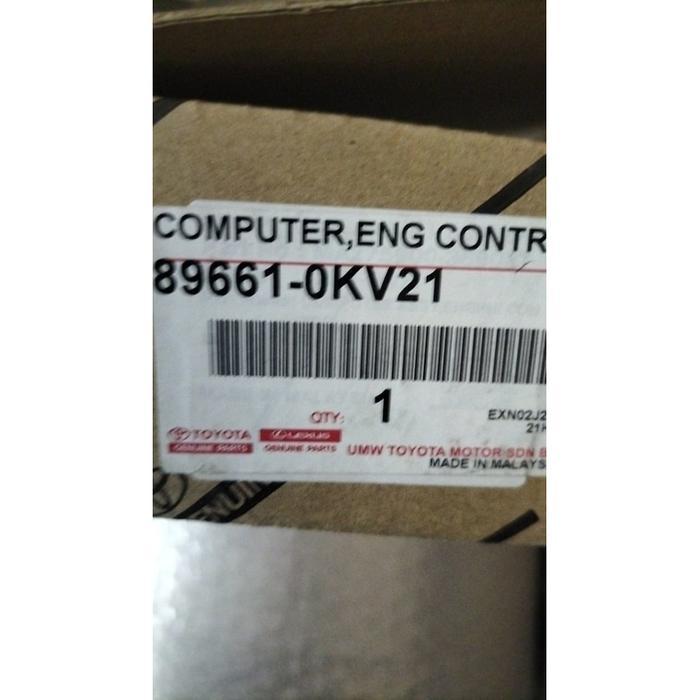 COMPUTER,ENG CONTR
89661-0KV21
QTY: 1
EXN02J2
21
TOYOTA LEXUS
GENUINE PARTS GENUINE PARTS
UMW TOYOTA MOTOR SDN B
MADE IN MALAYS
ENUIN